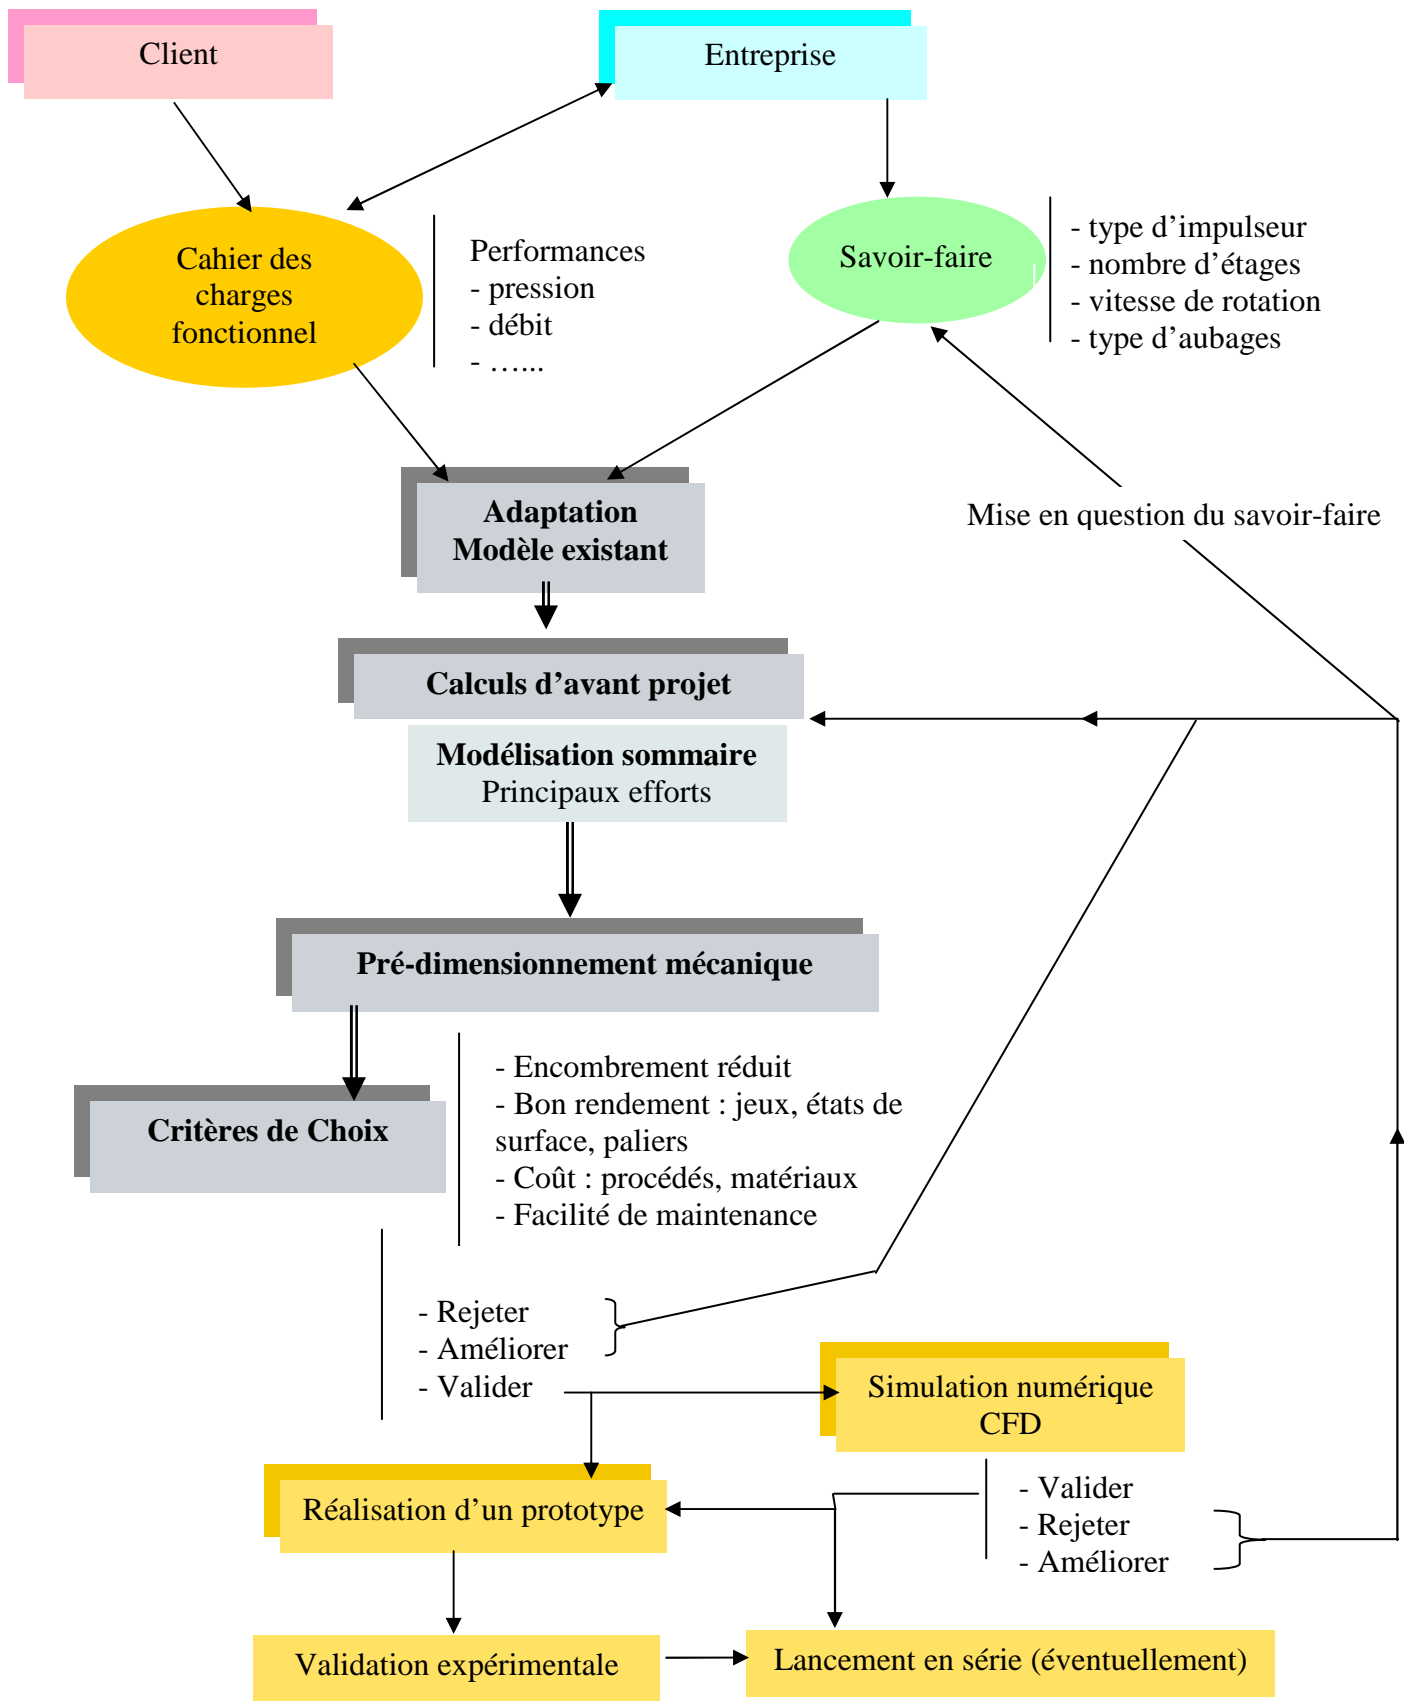 Client
Entreprise
Cahier des
charges
fonctionnel
Performances
- pression
- débit
- …...
Savoir-faire
- type d’impulseur
- nombre d’étages
- vitesse de rotation
- type d’aubages
Adaptation
Modèle existant
Mise en question du savoir-faire
Calculs d’avant projet
Modélisation sommaire
Principaux efforts
Pré-dimensionnement mécanique
Critères de Choix
- Encombrement réduit
- Bon rendement : jeux, états de
surface, paliers
- Coût : procédés, matériaux
- Facilité de maintenance
- Rejeter
- Améliorer
- Valider
Simulation numérique
CFD
Réalisation d’un prototype
- Valider
- Rejeter
- Améliorer
Validation expérimentale
Lancement en série (éventuellement)